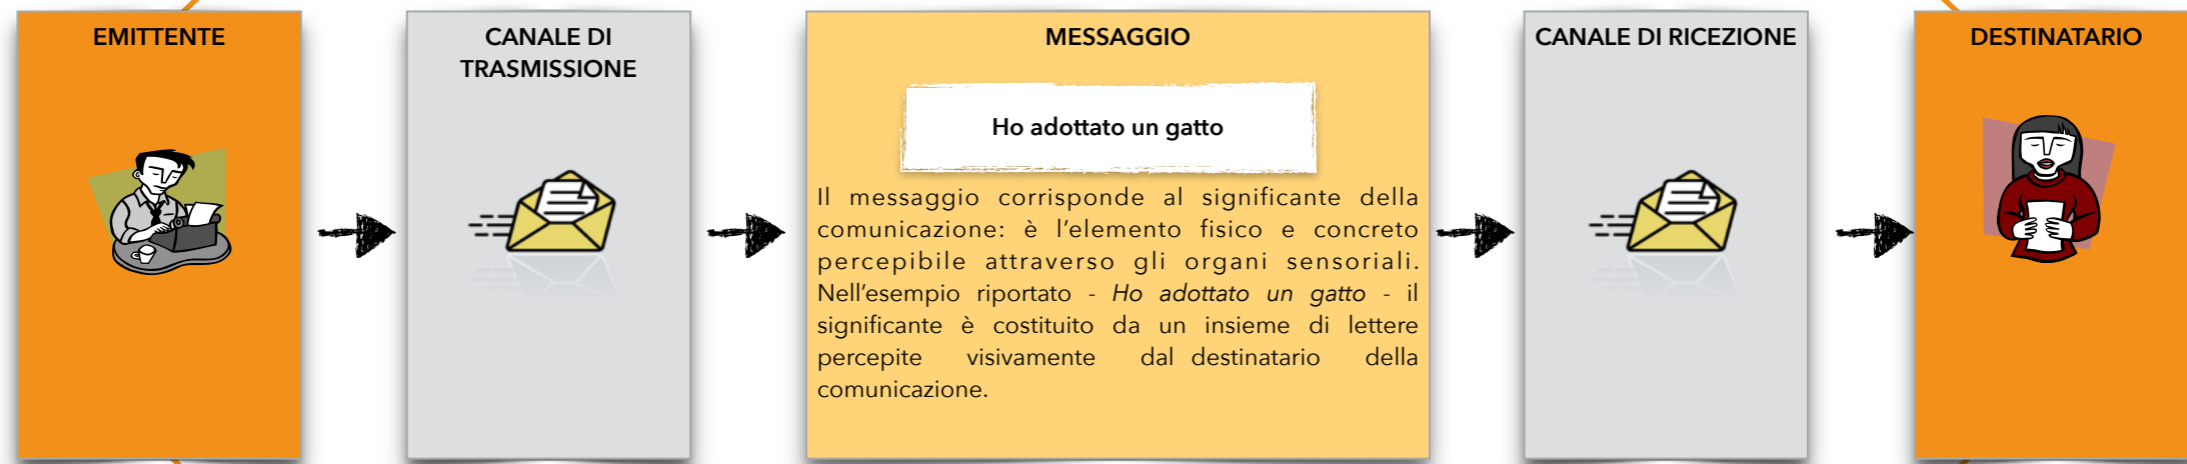 EMITTENTE
CANALE DI
TRASMISSIONE
MESSAGGIO
Ho adottato un gatto
Il messaggio corrisponde al significante della
comunicazione: è l'elemento fisico e concreto
percepibile attraverso gli organi sensoriali.
Nell'esempio riportato - Ho adottato un gatto - il
significante è costituito da un insieme di lettere
percepite visivamente dal destinatario della
comunicazione.
CANALE DI RICEZIONE
DESTINATARIO